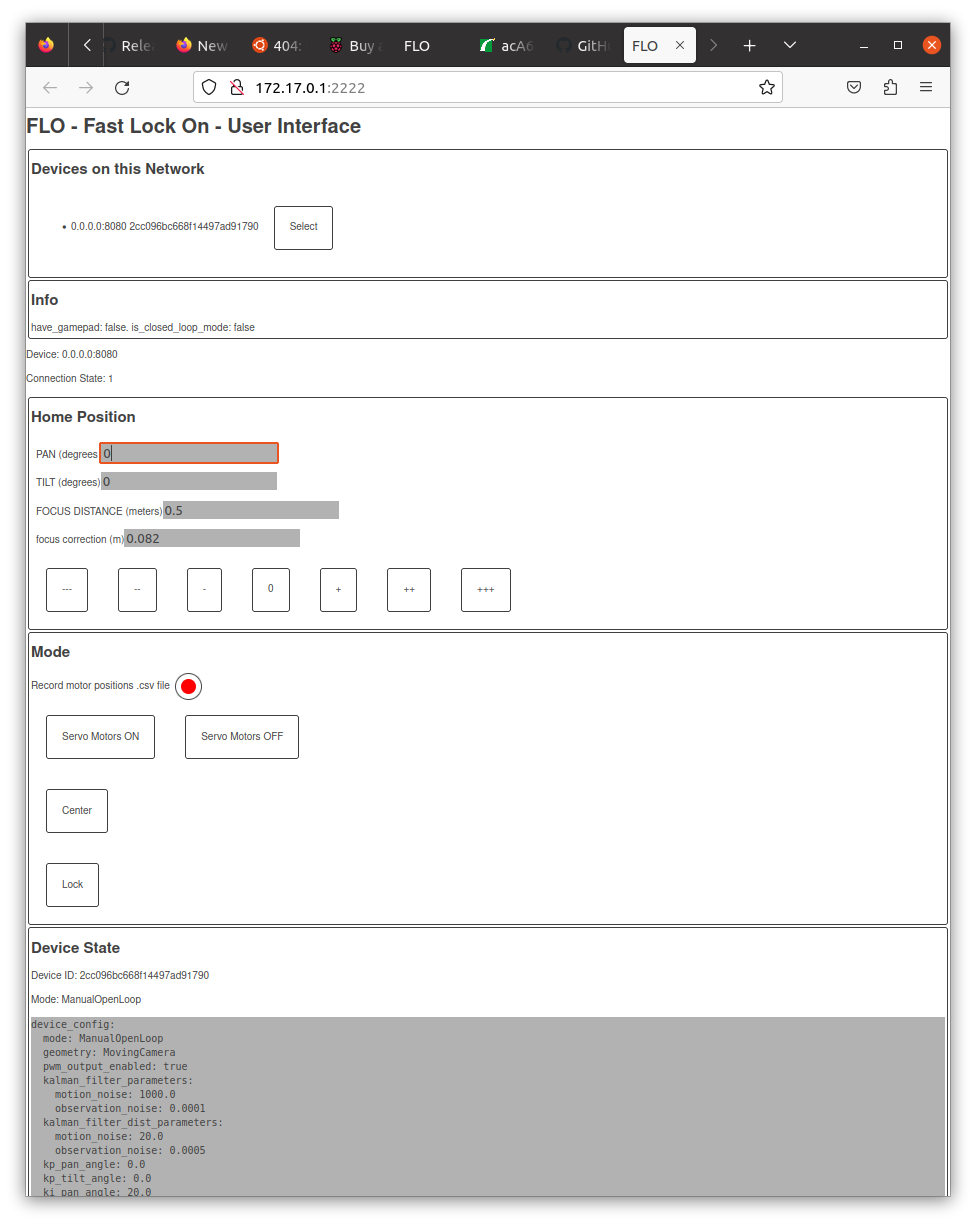 Rele
New
404:
Buy a
FLO
acA6
GitH
FLO
172.17.0.1:2222
FLO - Fast Lock On - User Interface
Devices on this Network
• 0.0.0.0:8080 2cc096bc668f14497ad91790 Select
Info
have_gamepad: false. is_closed_loop_mode: false
Device: 0.0.0.0:8080
Connection State: 1
Home Position
PAN (degrees 0
TILT (degrees) 0
FOCUS DISTANCE (meters) 0.5
focus correction (m) 0.082
--- -- - 0 + ++ +++
Mode
Record motor positions .csv file
Servo Motors ON Servo Motors OFF
Center
Lock
Device State
Device ID: 2cc096bc668f14497ad91790
Mode: ManualOpenLoop
device_config:
mode: ManualOpenLoop
geometry: MovingCamera
pwm_output_enabled: true
kalman_filter_parameters:
motion_noise: 1000.0
observation_noise: 0.0001
kalman_filter_dist_parameters:
motion_noise: 20.0
observation_noise: 0.0005
kp_pan_angle: 0.0
kp_tilt_angle: 0.0
ki_pan_angle: 20.0